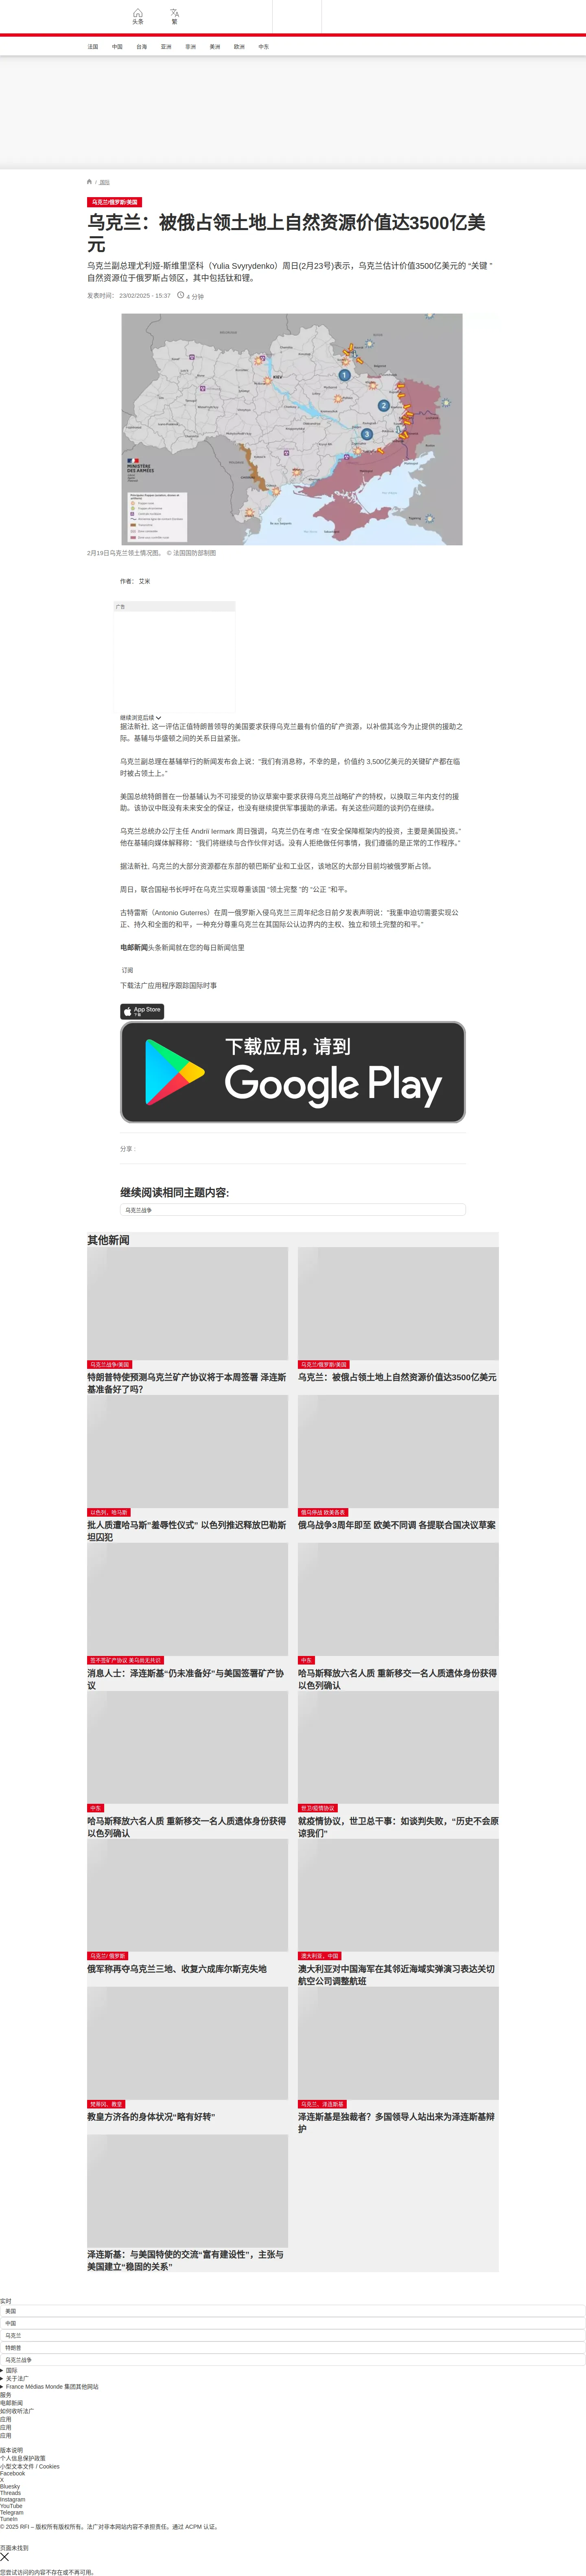 头条
繁
法国 中国 台海 亚洲 非洲 美洲 欧洲 中东
/ 国际
乌克兰/俄罗斯/美国
乌克兰：被俄占领土地上自然资源价值达3500亿美
元
乌克兰副总理尤利娅-斯维里坚科（Yulia Svyrydenko）周日(2月23号)表示，乌克兰估计价值3500亿美元的 “关键 ”
自然资源位于俄罗斯占领区，其中包括钛和锂。
发表时间： 23/02/2025 - 15:37 4 分钟
1
2
3
KYIV
MINISTÈRE
DES ARMÉES
2月19日乌克兰领土情况图。 © 法国国防部制图
作者： 艾米
广告
继续浏览后续
据法新社, 这一评估正值特朗普领导的美国要求获得乌克兰最有价值的矿产资源，以补偿其迄今为止提供的援助之
际。基辅与华盛顿之间的关系日益紧张。
乌克兰副总理在基辅举行的新闻发布会上说：“我们有消息称，不幸的是，价值约 3,500亿美元的关键矿产都在临
时被占领土上。”
美国总统特朗普在一份基辅认为不可接受的协议草案中要求获得乌克兰战略矿产的特权，以换取三年内支付的援
助。该协议中既没有未来安全的保证，也没有继续提供军事援助的承诺。有关这些问题的谈判仍在继续。
乌克兰总统办公厅主任 Andriï Iermark 周日强调，乌克兰仍在考虑 “在安全保障框架内的投资，主要是美国投资。”
他在基辅向媒体解释称：“我们将继续与合作伙伴对话。没有人拒绝做任何事情，我们遵循的是正常的工作程序。”
据法新社, 乌克兰的大部分资源都在东部的顿巴斯矿业和工业区，该地区的大部分目前均被俄罗斯占领。
周日，联合国秘书长呼吁在乌克兰实现尊重该国 “领土完整 ”的 “公正 ”和平。
古特雷斯（Antonio Guterres）在周一俄罗斯入侵乌克兰三周年纪念日前夕发表声明说：“我重申迫切需要实现公
正、持久和全面的和平，一种充分尊重乌克兰在其国际公认边界内的主权、独立和领土完整的和平。”
电邮新闻头条新闻就在您的每日新闻信里
订阅
下载法广应用程序跟踪国际时事
App Store
下载
下载应用，请到
Google Play
分享 :
继续阅读相同主题内容:
乌克兰战争
其他新闻
乌克兰战争/美国
特朗普特使预测乌克兰矿产协议将于本周签署 泽连斯
基准备好了吗？
乌克兰/俄罗斯/美国
乌克兰：被俄占领土地上自然资源价值达3500亿美元
以色列、哈马斯
批人质遭哈马斯"羞辱性仪式" 以色列推迟释放巴勒斯
坦囚犯
俄乌停战 欧美各表
俄乌战争3周年即至 欧美不同调 各提联合国决议草案
签不签矿产协议 美乌尚无共识
消息人士：泽连斯基“仍未准备好”与美国签署矿产协
议
中东
哈马斯释放六名人质 重新移交一名人质遗体身份获得
以色列确认
中东
哈马斯释放六名人质 重新移交一名人质遗体身份获得
以色列确认
世卫/疫情协议
就疫情协议，世卫总干事：如谈判失败，“历史不会原
谅我们”
乌克兰/ 俄罗斯
俄军称再夺乌克兰三地、收复六成库尔斯克失地
澳大利亚、中国
澳大利亚对中国海军在其邻近海域实弹演习表达关切
航空公司调整航班
梵蒂冈、教皇
教皇方济各的身体状况“略有好转”
乌克兰、泽连斯基
泽连斯基是独裁者？多国领导人站出来为泽连斯基辩
护
泽连斯基：与美国特使的交流“富有建设性”，主张与
美国建立“稳固的关系”
实时
美国
中国
乌克兰
特朗普
乌克兰战争
国际
关于法广
France Médias Monde 集团其他网站
服务
电邮新闻
如何收听法广
应用
应用
应用
版本说明
个人信息保护政策
小型文本文件 / Cookies
Facebook
X
Bluesky
Threads
Instagram
YouTube
Telegram
TuneIn
© 2025 RFI – 版权所有版权所有。法广对非本网站内容不承担责任。通过 ACPM 认证。
页面未找到
您尝试访问的内容不存在或不再可用。